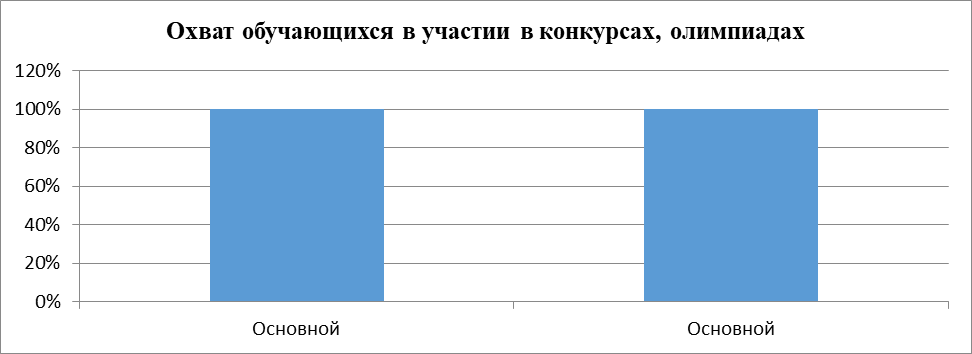 Охват обучающихся в участии в конкурсах, олимпиадах
120%
100%
80%
60%
40%
20%
0%
Основной
Основной